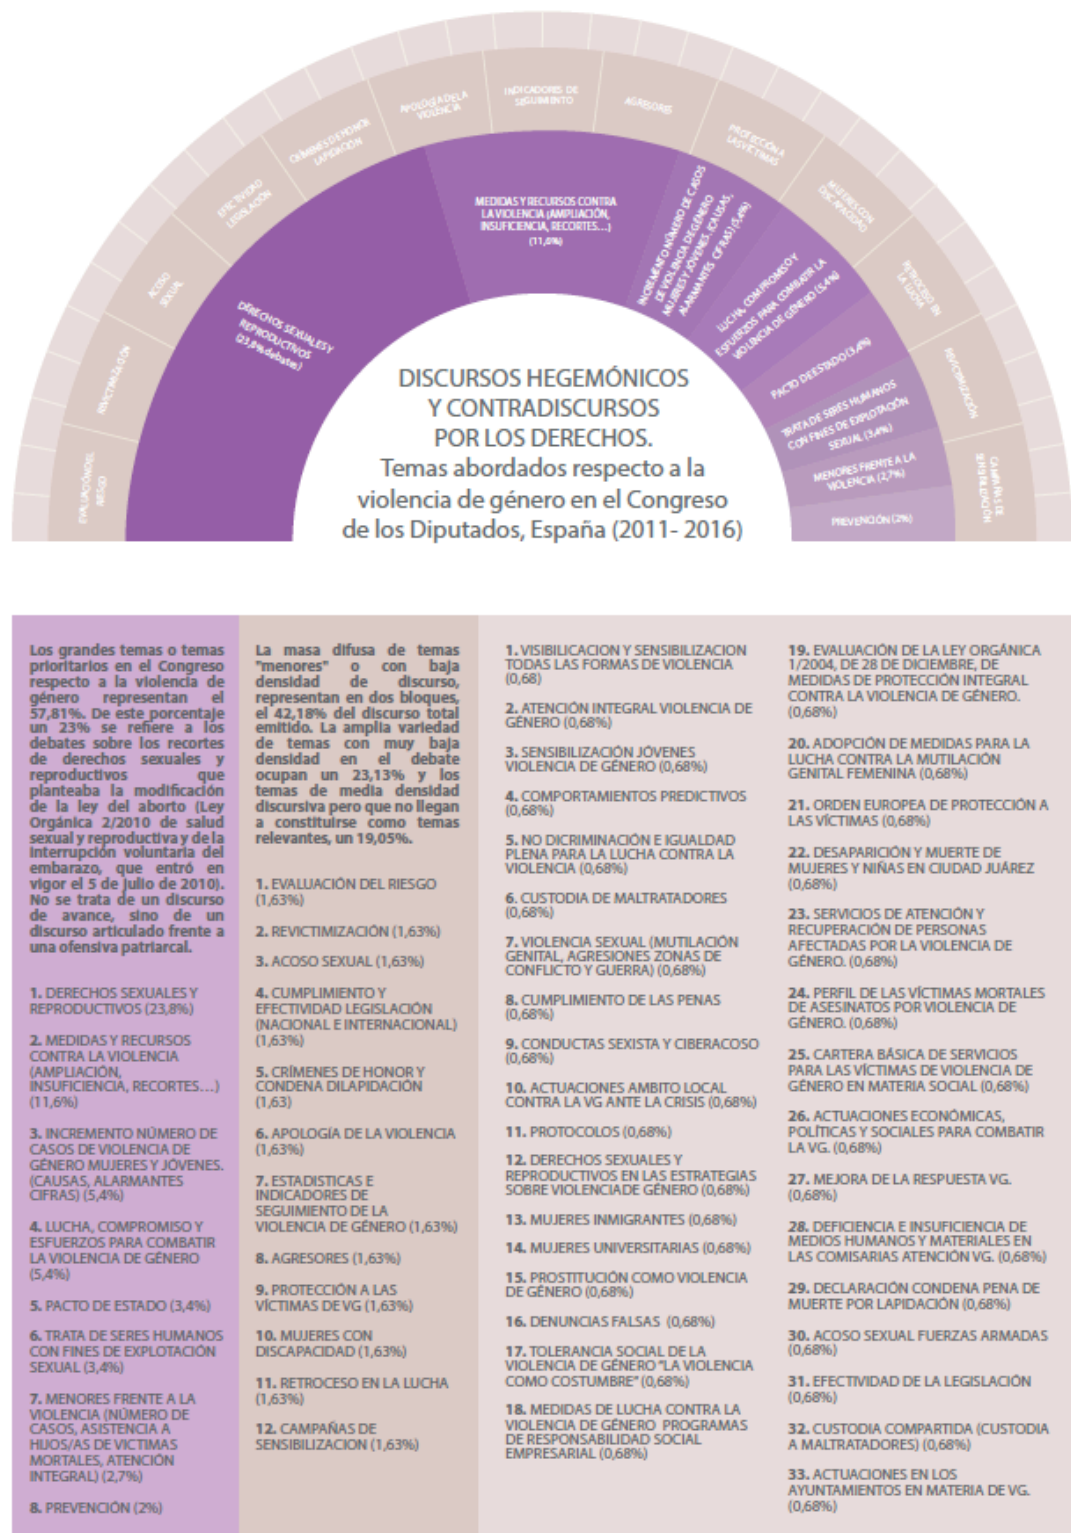 EVALUACIÓN DEL
RIESGO
RIVICTIMIZACIÓN
ACOSO
SEXUAL
EFECTIVIDAD
LEGISLACIÓN
CRÍMENES DE HONOR
LAPIDACIÓN
APOLOGÍA DE LA
VIOLENCIA
INDICADORES DE
SEGUIMIENTO
AGRESORES
PROTECCIÓN A
LAS VÍCTIMAS
MUJERES CON
DISCAPACIDAD
RETROCESO EN
LA LUCHA
REVICTIMIZACIÓN
CAMPAÑAS DE
SENSIBILIZACIÓN
DERECHOS SEXUALES Y
REPRODUCTIVOS
(23,8% debates)
MEDIDAS Y RECURSOS CONTRA
LA VIOLENCIA (AMPLIACIÓN,
INSUFICIENCIA, RECORTES...)
(11,6%)
INCREMENTO NÚMERO DE CASOS
DE VIOLENCIA DE GÉNERO
MUJERES Y JÓVENES. (CAUSAS,
ALARMANTES CIFRAS) (5,4%)
LUCHA, COMPROMISO Y
ESFUERZOS PARA COMBATIR LA
VIOLENCIA DE GÉNERO (5,4%)
PACTO DE ESTADO (3,4%)
TRATA DE SERES HUMANOS
CON FINES DE EXPLOTACIÓN
SEXUAL (3,4%)
MENORES FRENTE A LA
VIOLENCIA (2,7%)
PREVENCIÓN (2%)
DISCURSOS HEGEMÓNICOS
Y CONTRADISCURSOS
POR LOS DERECHOS.
Temas abordados respecto a la
violencia de género en el Congreso
de los Diputados, España (2011- 2016)
Los grandes temas o temas
prioritarios en el Congreso
respecto a la violencia de
género representan el
57,81%. De este porcentaje
un 23% se refiere a los
debates sobre los recortes
de derechos sexuales y
reproductivos que
planteaba la modificación
de la ley del aborto (Ley
Orgánica 2/2010 de salud
sexual y reproductiva y de la
interrupción voluntaria del
embarazo, que entró en
vigor el 5 de julio de 2010).
No se trata de un discurso
de avance, sino de un
discurso articulado frente a
una ofensiva patriarcal.
1. DERECHOS SEXUALES Y
REPRODUCTIVOS (23,8%)
2. MEDIDAS Y RECURSOS
CONTRA LA VIOLENCIA
(AMPLIACIÓN,
INSUFICIENCIA, RECORTES...)
(11,6%)
3. INCREMENTO NÚMERO DE
CASOS DE VIOLENCIA DE
GÉNERO MUJERES Y JÓVENES.
(CAUSAS, ALARMANTES
CIFRAS) (5,4%)
4. LUCHA, COMPROMISO Y
ESFUERZOS PARA COMBATIR
LA VIOLENCIA DE GÉNERO
(5,4%)
5. PACTO DE ESTADO (3,4%)
6. TRATA DE SERES HUMANOS
CON FINES DE EXPLOTACIÓN
SEXUAL (3,4%)
7. MENORES FRENTE A LA
VIOLENCIA (NÚMERO DE
CASOS, ASISTENCIA A
HIJOS/AS DE VICTIMAS
MORTALES, ATENCIÓN
INTEGRAL) (2,7%)
8. PREVENCIÓN (2%)
La masa difusa de temas
"menores" o con baja
densidad de discurso,
representan en dos bloques,
el 42,18% del discurso total
emitido. La amplia variedad
de temas con muy baja
densidad en el debate
ocupan un 23,13% y los
temas de media densidad
discursiva pero que no llegan
a constituirse como temas
relevantes, un 19,05%.
1. EVALUACIÓN DEL RIESGO
(1,63%)
2. REVICTIMIZACIÓN (1,63%)
3. ACOSO SEXUAL (1,63%)
4. CUMPLIMIENTO Y
EFECTIVIDAD LEGISLACIÓN
(NACIONAL E INTERNACIONAL)
(1,63%)
5. CRÍMENES DE HONOR Y
CONDENA DILAPIDACIÓN
(1,63)
6. APOLOGÍA DE LA VIOLENCIA
(1,63%)
7. ESTADISTICAS E
INDICADORES DE
SEGUIMIENTO DE LA
VIOLENCIA DE GÉNERO (1,63%)
8. AGRESORES (1,63%)
9. PROTECCIÓN A LAS
VÍCTIMAS DE VG (1,63%)
10. MUJERES CON
DISCAPACIDAD (1,63%)
11. RETROCESO EN LA LUCHA
(1,63%)
12. CAMPAÑAS DE
SENSIBILIZACION (1,63%)
1. VISIBILICACION Y SENSIBILIZACION
TODAS LAS FORMAS DE VIOLENCIA
(0,68)
2. ATENCIÓN INTEGRAL VIOLENCIA DE
GÉNERO (0,68%)
3. SENSIBILIZACIÓN JÓVENES
VIOLENCIA DE GÉNERO (0,68%)
4. COMPORTAMIENTOS PREDICTIVOS
(0,68%)
5. NO DICRIMINACIÓN E IGUALDAD
PLENA PARA LA LUCHA CONTRA LA
VIOLENCIA (0,68%)
6. CUSTODIA DE MALTRATADORES
(0,68%)
7. VIOLENCIA SEXUAL (MUTILACIÓN
GENITAL, AGRESIONES ZONAS DE
CONFLICTO Y GUERRA) (0,68%)
8. CUMPLIMIENTO DE LAS PENAS
(0,68%)
9. CONDUCTAS SEXISTA Y CIBERACOSO
(0,68%)
10. ACTUACIONES AMBITO LOCAL
CONTRA LA VG ANTE LA CRISIS (0,68%)
11. PROTOCOLOS (0,68%)
12. DERECHOS SEXUALES Y
REPRODUCTIVOS EN LAS ESTRATEGIAS
SOBRE VIOLENCIADE GÉNERO (0,68%)
13. MUJERES INMIGRANTES (0,68%)
14. MUJERES UNIVERSITARIAS (0,68%)
15. PROSTITUCIÓN COMO VIOLENCIA
DE GÉNERO (0,68%)
16. DENUNCIAS FALSAS (0,68%)
17. TOLERANCIA SOCIAL DE LA
VIOLENCIA DE GÉNERO "LA VIOLENCIA
COMO COSTUMBRE" (0,68%)
18. MEDIDAS DE LUCHA CONTRA LA
VIOLENCIA DE GÉNERO PROGRAMAS
DE RESPONSABILIDAD SOCIAL
EMPRESARIAL (0,68%)
19. EVALUACIÓN DE LA LEY ORGÁNICA
1/2004, DE 28 DE DICIEMBRE, DE
MEDIDAS DE PROTECCIÓN INTEGRAL
CONTRA LA VIOLENCIA DE GÉNERO.
(0,68%)
20. ADOPCIÓN DE MEDIDAS PARA LA
LUCHA CONTRA LA MUTILACIÓN
GENITAL FEMENINA (0,68%)
21. ORDEN EUROPEA DE PROTECCIÓN A
LAS VÍCTIMAS (0,68%)
22. DESAPARICIÓN Y MUERTE DE
MUJERES Y NIÑAS EN CIUDAD JUÁREZ
(0,68%)
23. SERVICIOS DE ATENCIÓN Y
RECUPERACIÓN DE PERSONAS
AFECTADAS POR LA VIOLENCIA DE
GÉNERO. (0,68%)
24. PERFIL DE LAS VÍCTIMAS MORTALES
DE ASESINATOS POR VIOLENCIA DE
GÉNERO. (0,68%)
25. CARTERA BÁSICA DE SERVICIOS
PARA LAS VÍCTIMAS DE VIOLENCIA DE
GÉNERO EN MATERIA SOCIAL (0,68%)
26. ACTUACIONES ECONÓMICAS,
POLÍTICAS Y SOCIALES PARA COMBATIR
LA VG. (0,68%)
27. MEJORA DE LA RESPUESTA VG.
(0,68%)
28. DEFICIENCIA E INSUFICIENCIA DE
MEDIOS HUMANOS Y MATERIALES EN
LAS COMISARIAS ATENCIÓN VG. (0,68%)
29. DECLARACIÓN CONDENA PENA DE
MUERTE POR LAPIDACIÓN (0,68%)
30. ACOSO SEXUAL FUERZAS ARMADAS
(0,68%)
31. EFECTIVIDAD DE LA LEGISLACIÓN
(0,68%)
32. CUSTODIA COMPARTIDA (CUSTODIA
A MALTRATADORES) (0,68%)
33. ACTUACIONES EN LOS
AYUNTAMIENTOS EN MATERIA DE VG.
(0,68%)